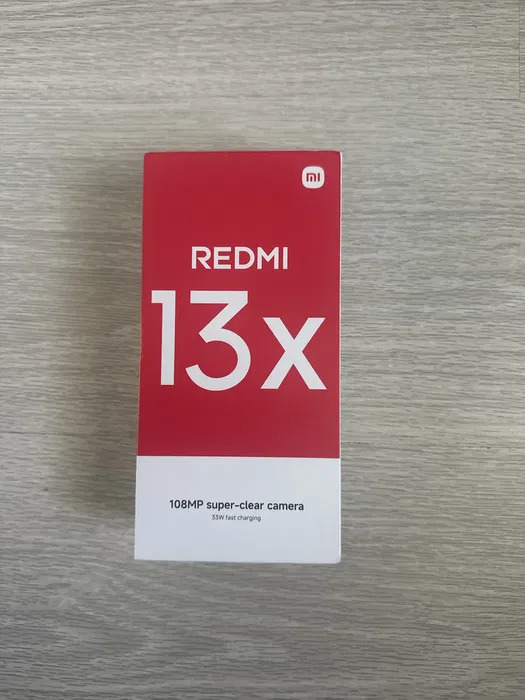 mi
REDMI
13x
108MP super-clear camera
33W fast charging